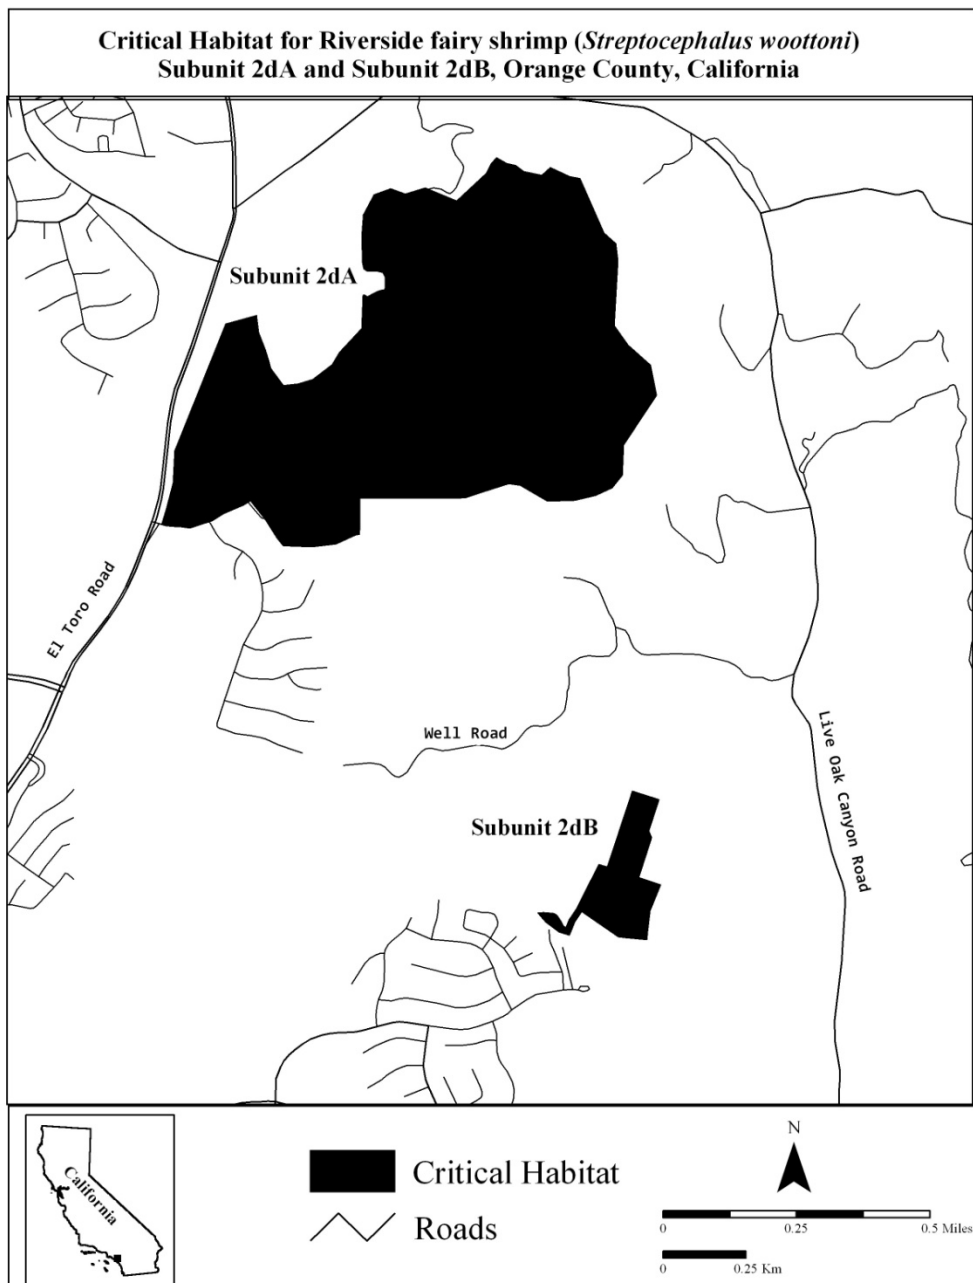 Critical Habitat for Riverside fairy shrimp (Streptocephalus woottoni)
Subunit 2dA and Subunit 2dB, Orange County, California
Subunit 2dA
El Toro Road
Well Road
Live Oak Canyon Road
Subunit 2dB
California
Critical Habitat
Roads
N
0 0.25 0.5 Miles
0 0.25 Km